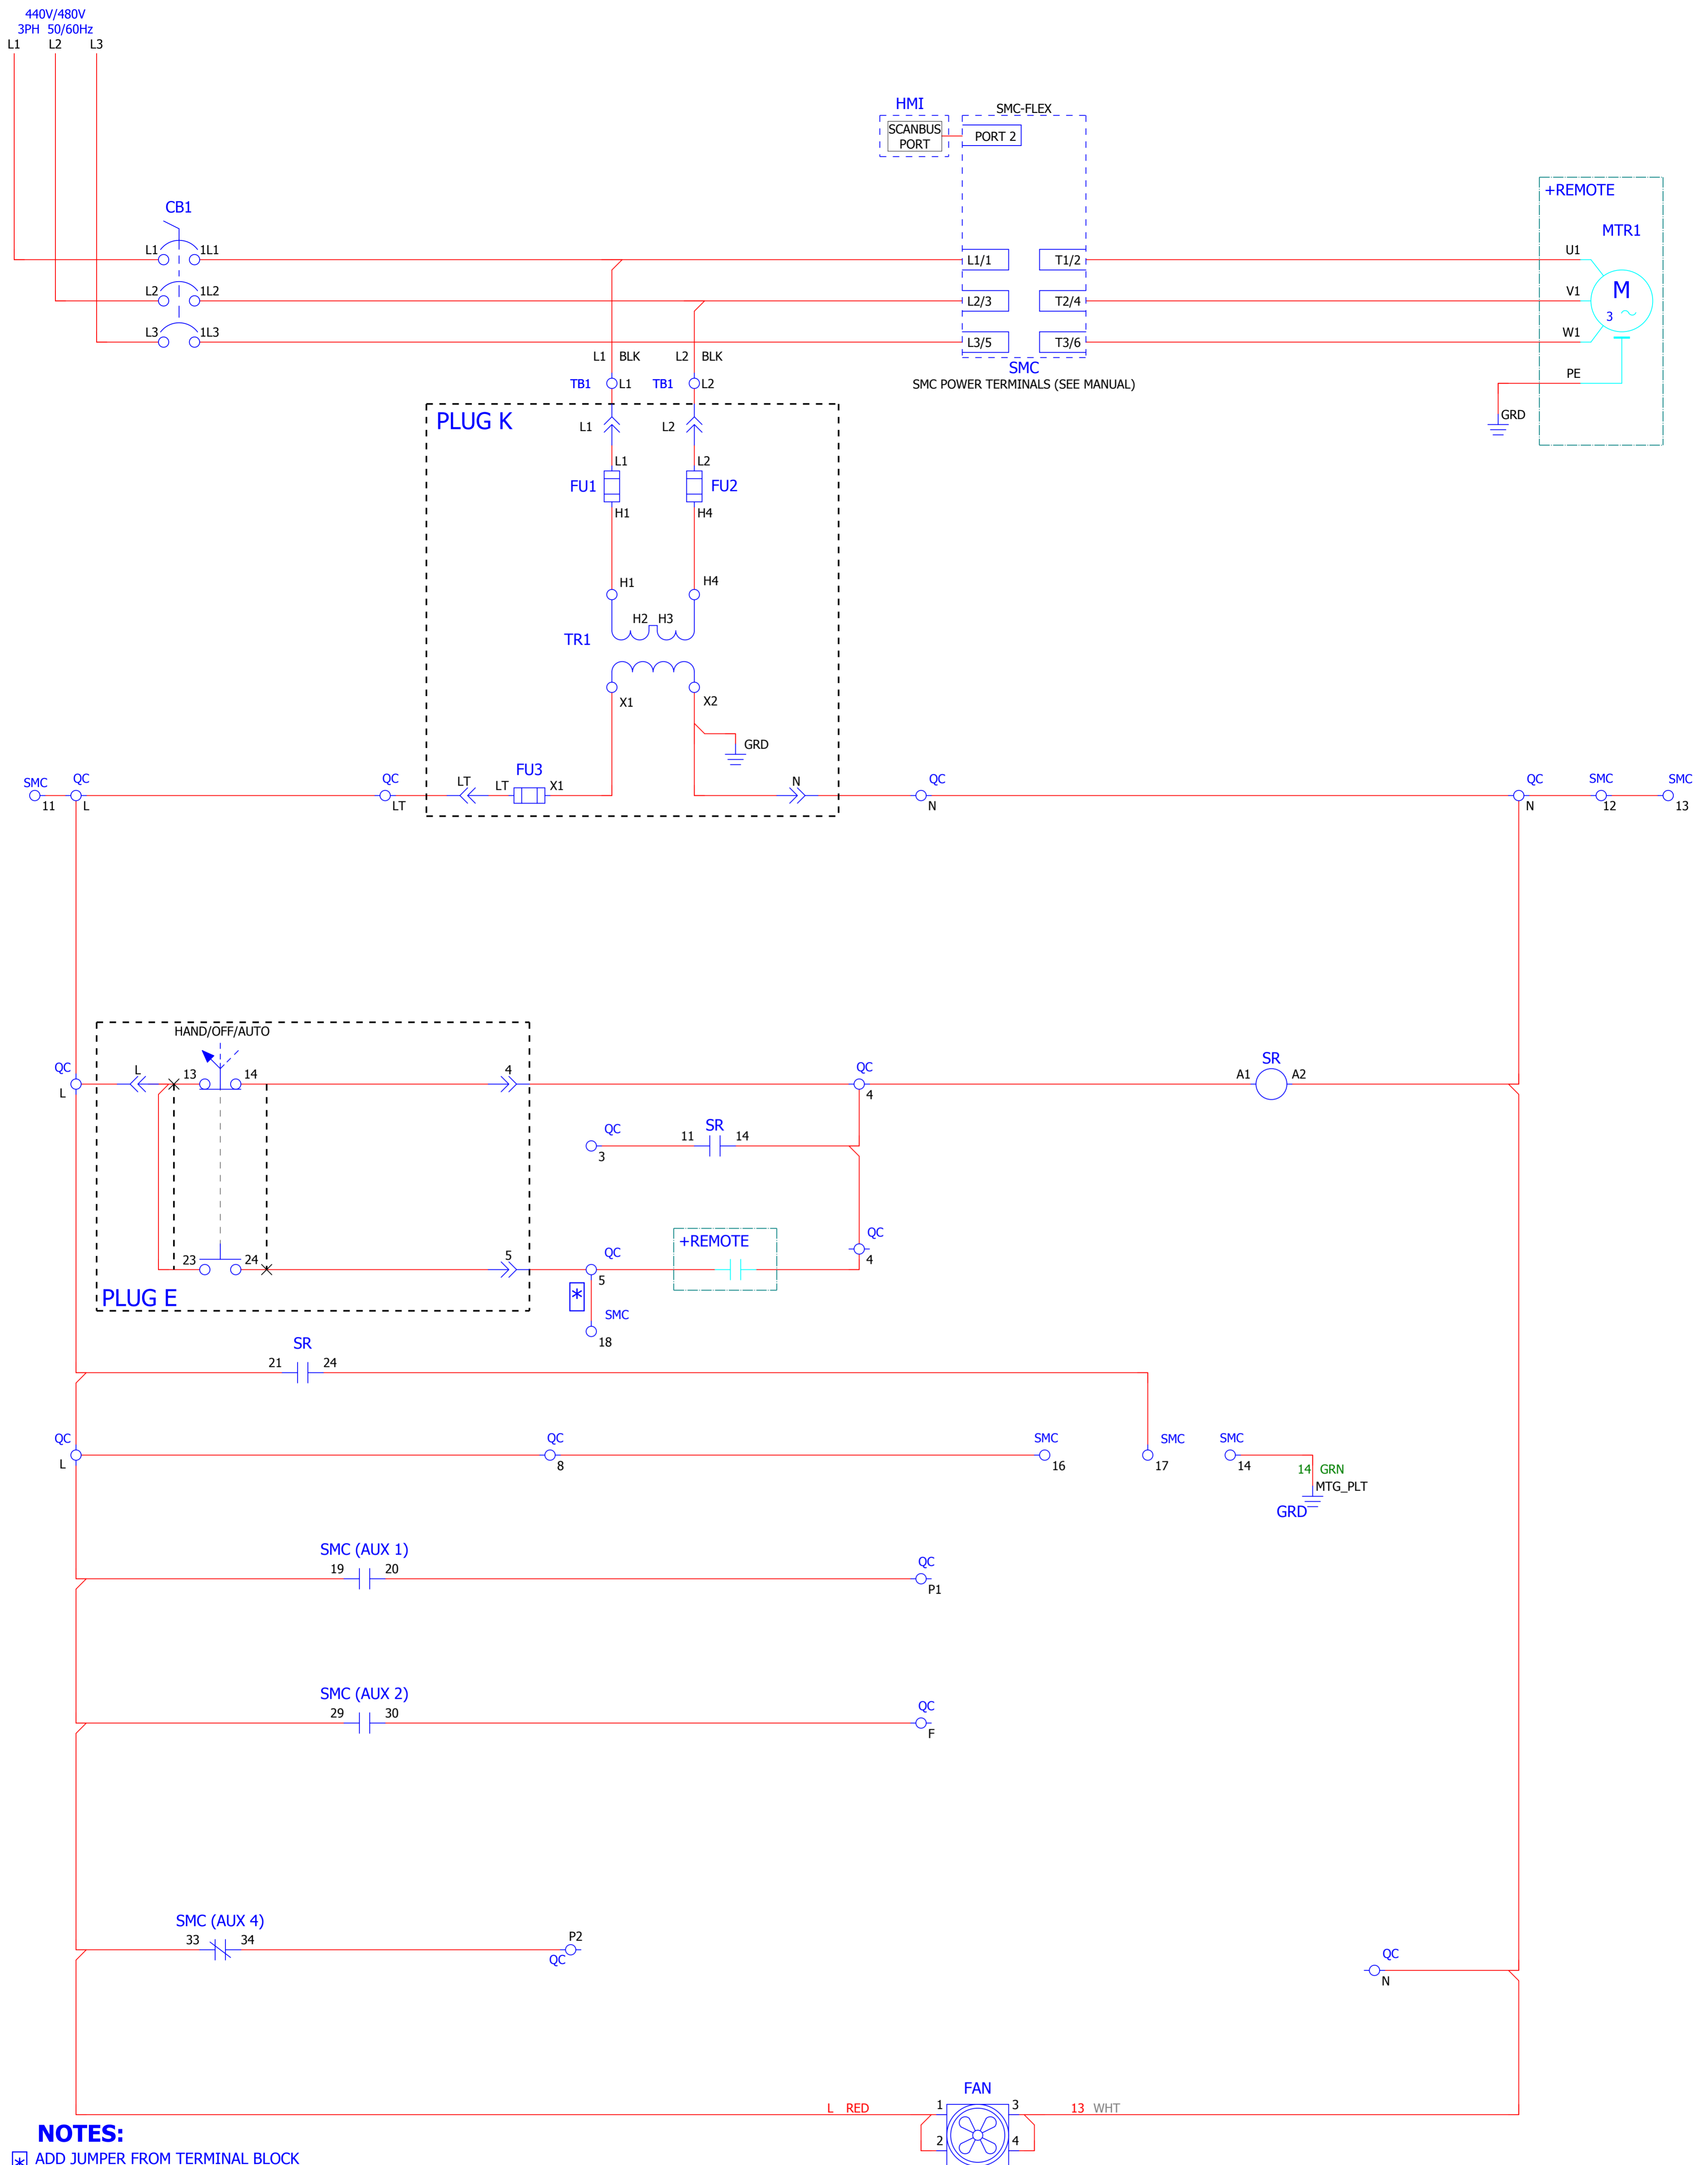 440V/480V
3PH 50/60Hz
L1 L2 L3
HMI
SMC-FLEX
SCANBUS
PORT
PORT 2
+REMOTE
CB1
MTR1
L1 1L1
L1/1 T1/2
U1
L2 1L2
L2/3 T2/4
V1
M
3
L3 1L3
L3/5 T3/6
W1
L1 BLK L2 BLK
SMC
SMC POWER TERMINALS (SEE MANUAL)
PE
TB1 L1 TB1 L2
GRD
PLUG K
L1 L2
L1 L2
FU1 FU2
H1 H4
H1 H4
H2 H3
TR1
X1 X2
GRD
FU3
SMC QC QC LT LT X1 N QC QC SMC SMC
11 L LT N N 12 13
HAND/OFF/AUTO
QC L 13 14 4 QC SR
A1 A2
L 4
QC 11 SR 14
3
QC
+REMOTE
23 24 5 QC
5 4
PLUG E
*
SMC
18
SR
21 24
QC QC SMC SMC SMC
L 8 16 17 14
14 GRN
MTG_PLT
GRD
SMC (AUX 1)
19 20 QC
P1
SMC (AUX 2)
29 30 QC
F
SMC (AUX 4)
33 34 P2
QC
QC
N
FAN
L RED 1 3 13 WHT
2 4
NOTES:
* ADD JUMPER FROM TERMINAL BLOCK